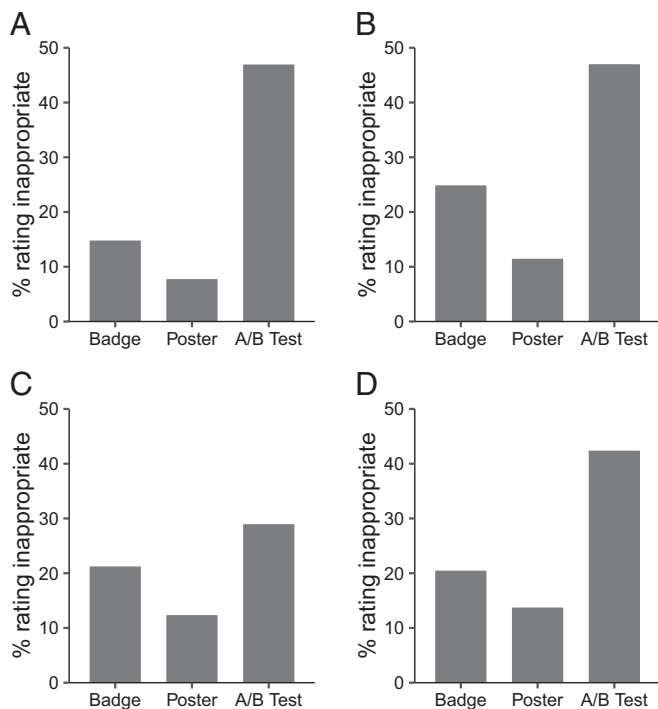 A
% rating inappropriate
50
40
30
20
10
0
Badge Poster A/B Test
B
% rating inappropriate
50
40
30
20
10
0
Badge Poster A/B Test
C
% rating inappropriate
50
40
30
20
10
0
Badge Poster A/B Test
D
% rating inappropriate
50
40
30
20
10
0
Badge Poster A/B Test